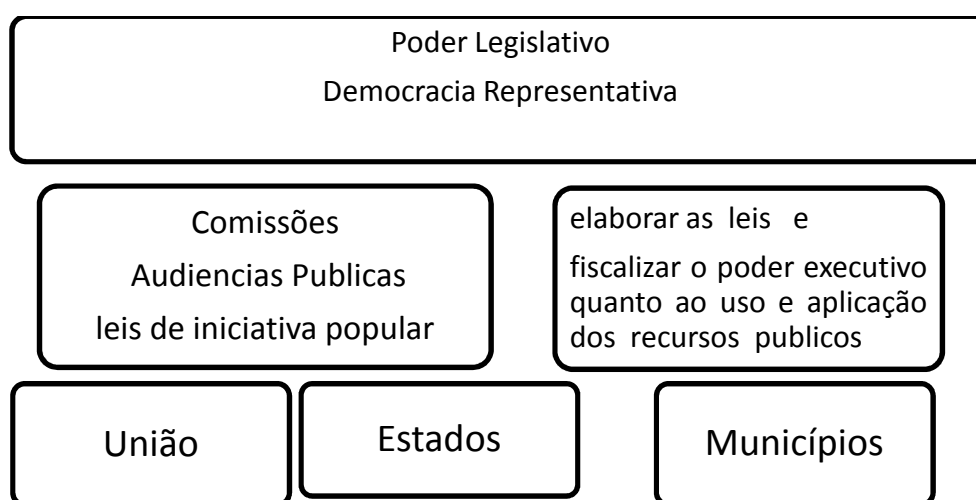 Poder Legislativo
Democracia Representativa
Comissões
Audiencias Publicas
leis de iniciativa popular
elaborar as leis e
fiscalizar o poder executivo
quanto ao uso e aplicação
dos recursos publicos
União
Estados
Municípios